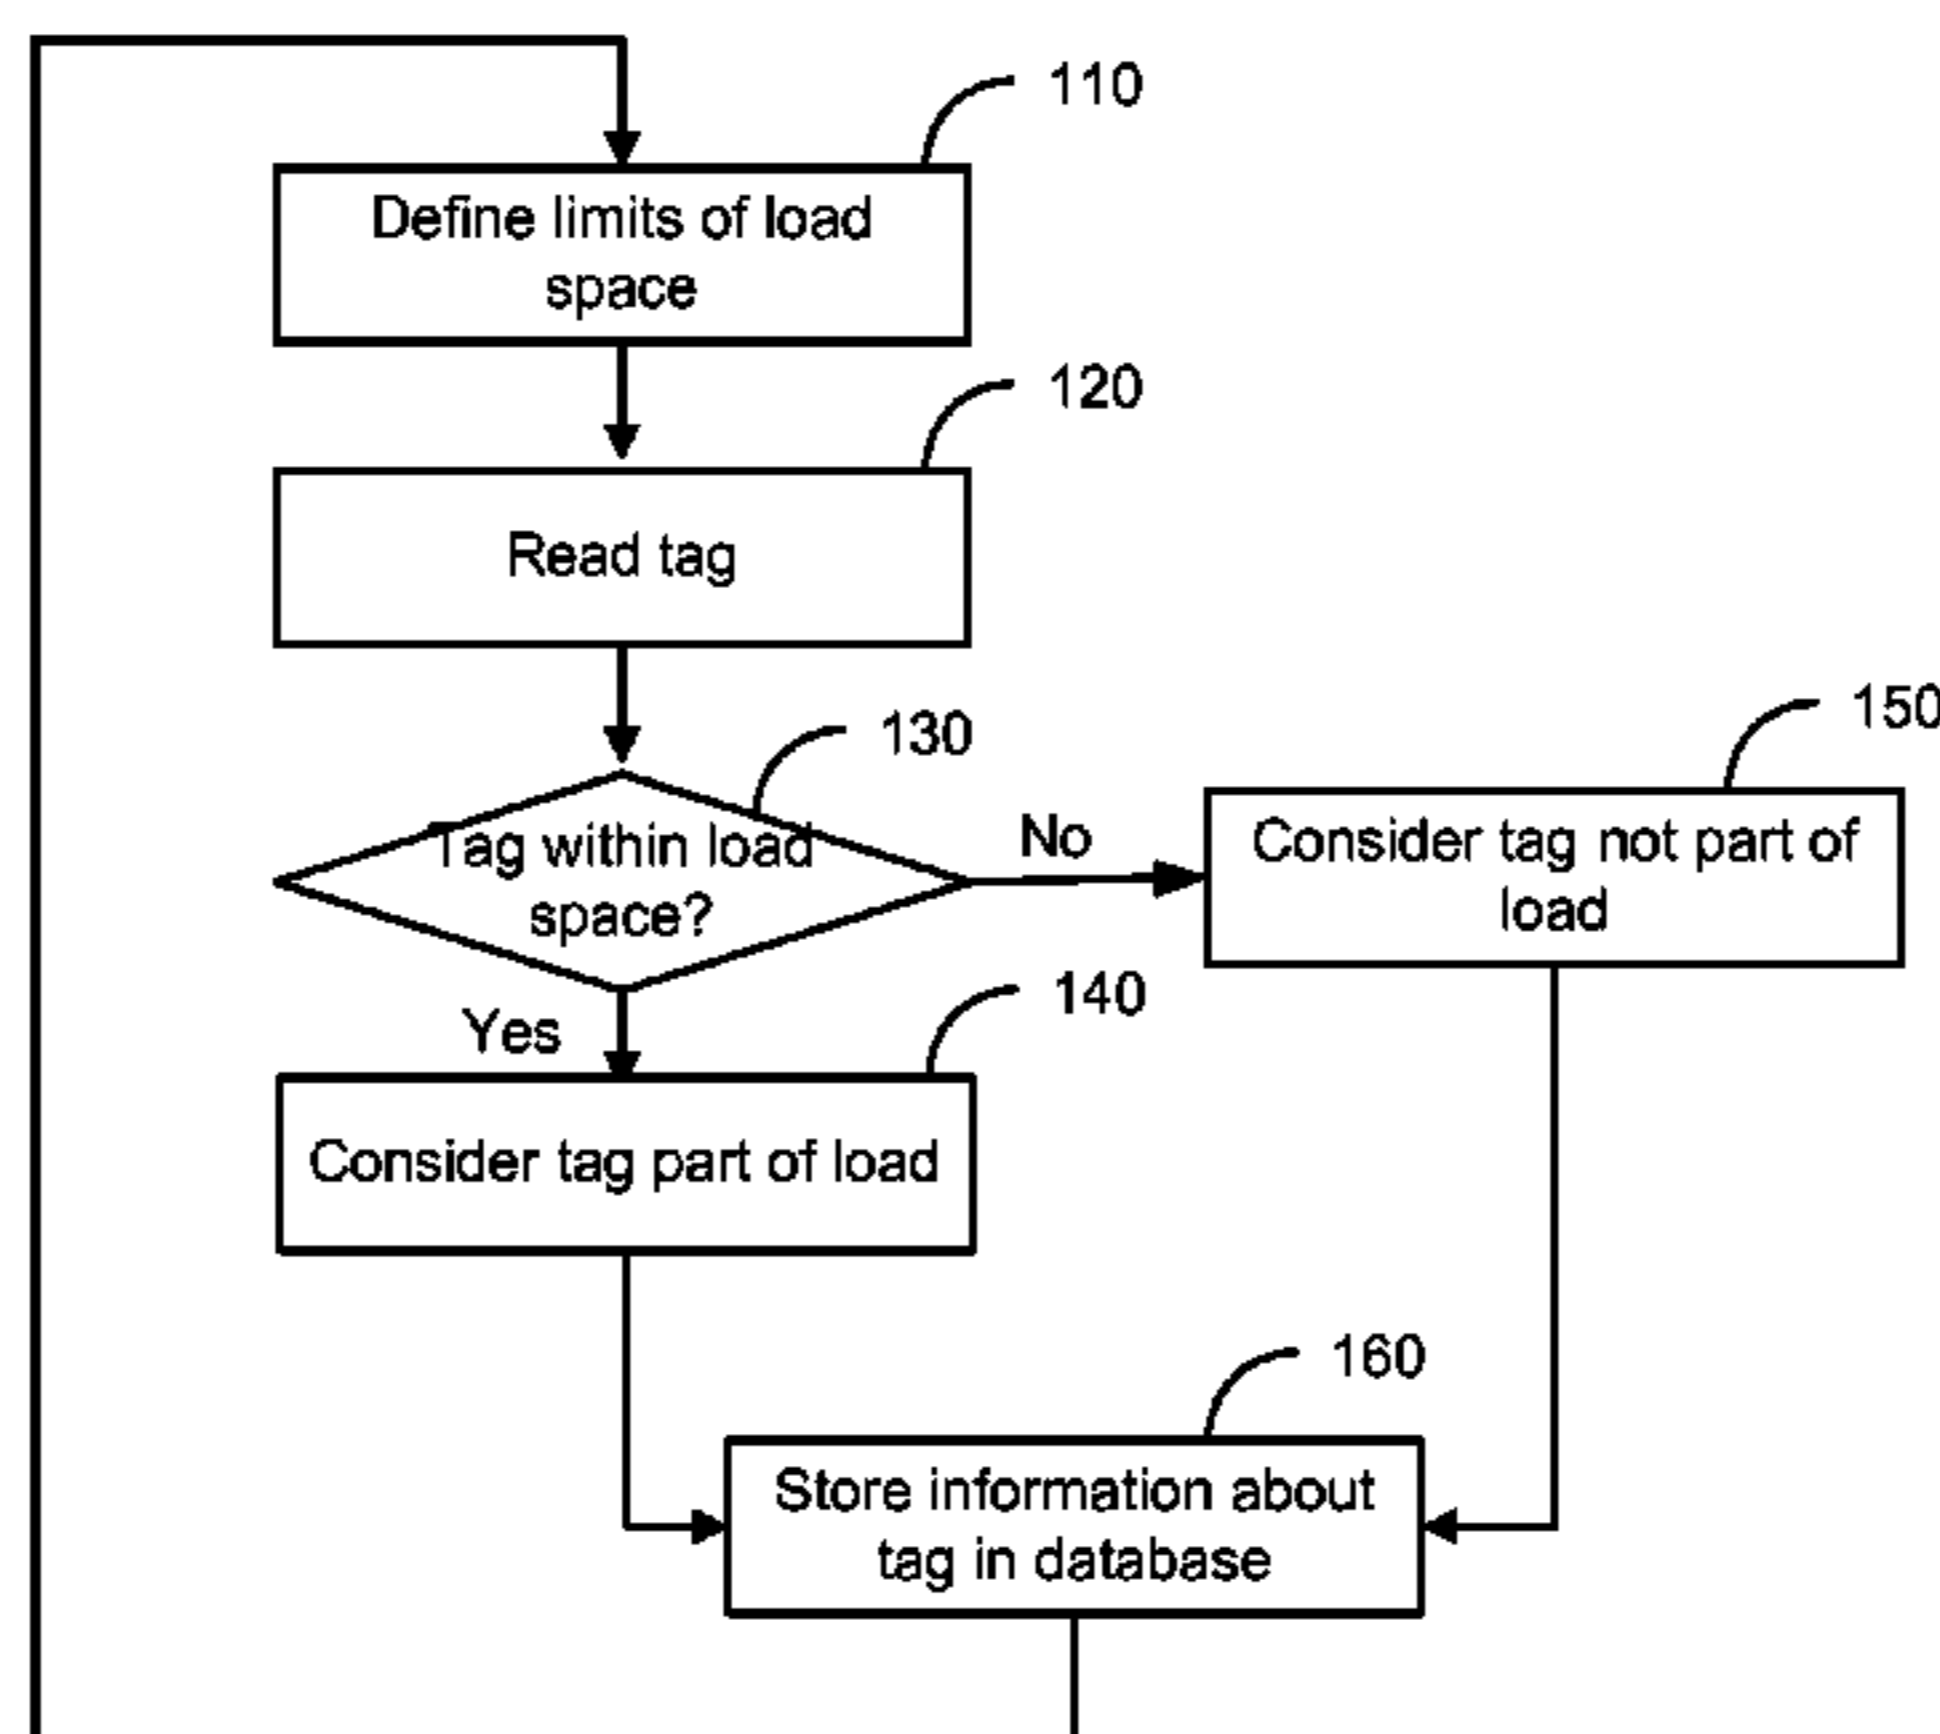 110
Define limits of load
space
120
Read tag
130
Tag within load
space?
No
150
Consider tag not part of
load
Yes
140
Consider tag part of load
160
Store information about
tag in database